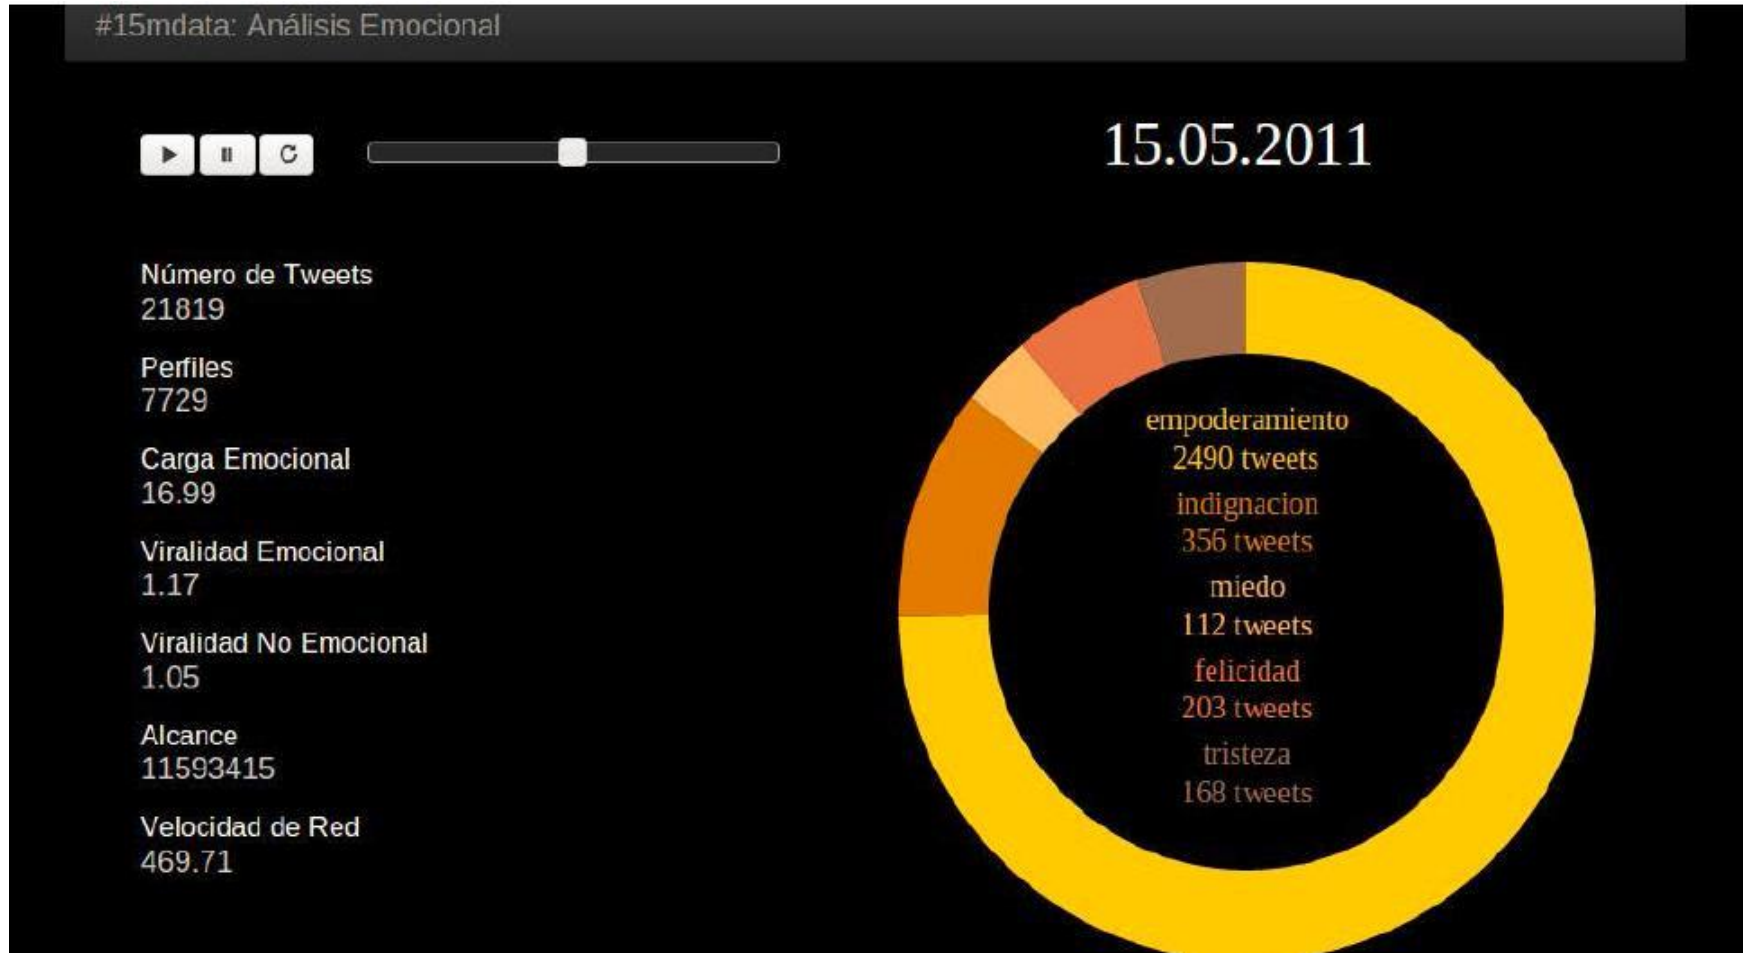 #15mdata: Análisis Emocional
15.05.2011
Número de Tweets
21819
Perfiles
7729
Carga Emocional
16.99
Viralidad Emocional
1.17
Viralidad No Emocional
1.05
Alcance
11593415
Velocidad de Red
469.71
empoderamiento
2490 tweets
indignacion
356 tweets
miedo
112 tweets
felicidad
203 tweets
tristeza
168 tweets